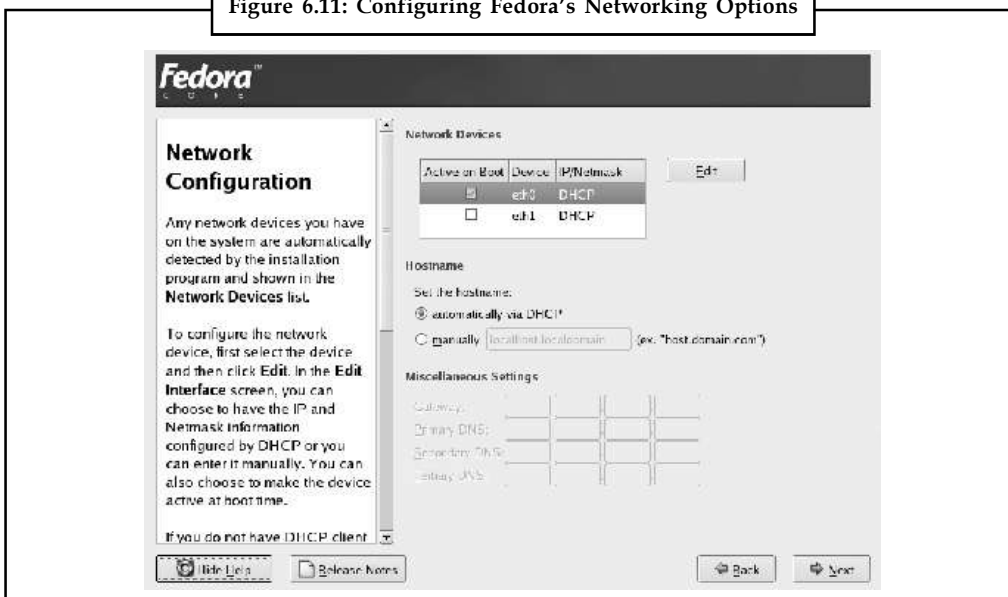 Figure 6.11: Configuring Fedora's Networking Options
Fedora™
CORE
Network
Configuration
Any network devices you have
on the system are automatically
detected by the installation
program and shown in the
Network Devices list.
To configure the network
device, first select the device
and then click Edit. In the Edit
Interface screen, you can
choose to have the IP and
Netmask information
configured by DHCP or you
can enter it manually. You can
also choose to make the device
active at boot time.
If you do not have DHCP client
Network Devices
Active on Boot Device IP/Netmask
eth0 DHCP
eth1 DHCP
Edit
Hostname
Set the hostname:
automatically via DHCP
manually localhost.localdomain (ex. "host.domain.com")
Miscellaneous Settings
Gateway:
Primary DNS:
Secondary DNS:
Tertiary DNS
Hide Help
Release Notes
Back
Next